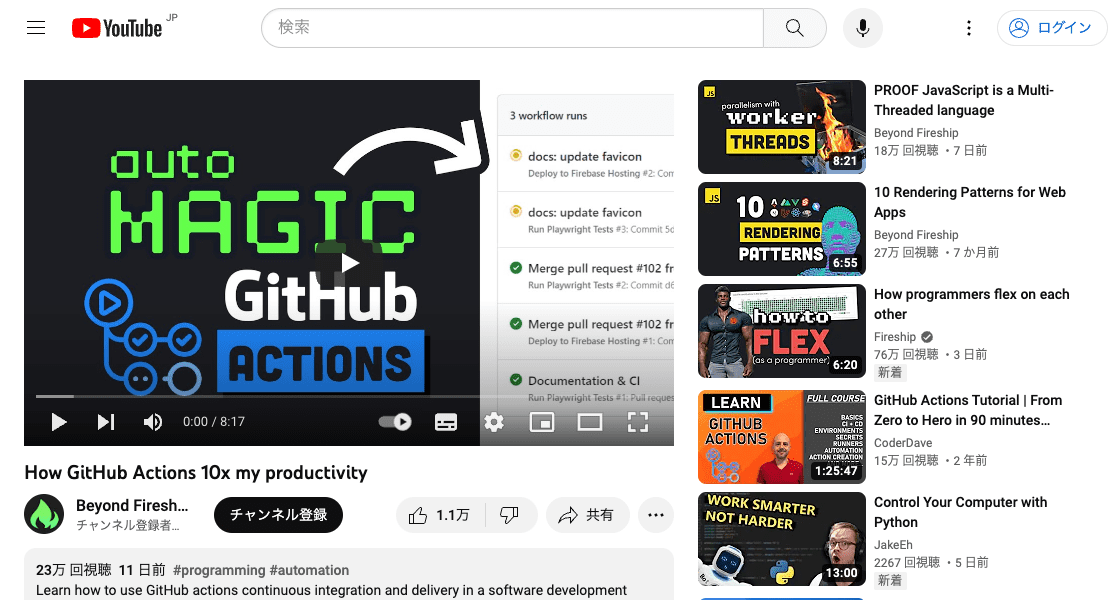 YouTube JP
検索
ログイン
auto
MAGIC
GitHub
ACTIONS
3 workflow runs
docs: update favicon
Deploy to Firebase Hosting #2: Com
docs: update favicon
Run Playwright Tests #3: Commit 5d
Merge pull request #102 fr
Run Playwright Tests #2: Commit d6
Merge pull request #102 fr
Deploy to Firebase Hosting #1: Com
Documentation & CI
Run Playwright Tests #1: Pull request
0:00 / 8:17
How GitHub Actions 10x my productivity
Beyond Firesh...
チャンネル登録者...
チャンネル登録
1.1万
共有
23万 回視聴 11 日前 #programming #automation
Learn how to use GitHub actions continuous integration and delivery in a software development
JS
parallelism with
worker
THREADS
8:21
PROOF JavaScript is a Multi-
Threaded language
Beyond Fireship
18万 回視聴 ・7 日前
JS
10
RENDERING
PATTERNS
6:55
10 Rendering Patterns for Web
Apps
Beyond Fireship
27万 回視聴 ・7 か月前
how to
FLEX
(as a programmer)
6:20
How programmers flex on each
other
Fireship
76万 回視聴 ・3 日前
新着
LEARN
GITHUB
ACTIONS
FULL COURSE
BASICS
CI + CD
ENVIRONMENTS
SECRETS
RUNNERS
AUTOMATION
ACTION CREATION
1:25:47
GitHub Actions Tutorial | From
Zero to Hero in 90 minutes...
CoderDave
15万 回視聴 ・2 年前
WORK SMARTER
NOT HARDER
13:00
Control Your Computer with
Python
JakeEh
2267 回視聴 ・5 日前
新着